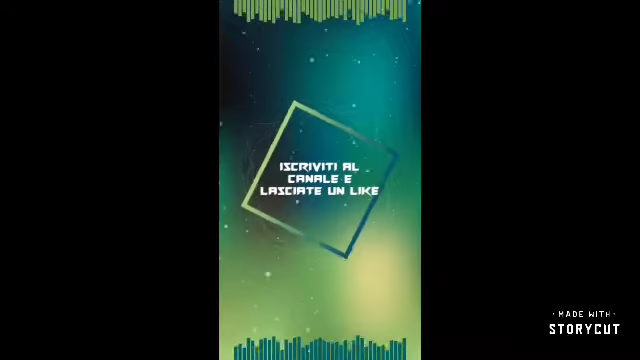 ISCRIVITI AL
CANALE E
LASCIATE UN LIKE
· MADE WITH ·
STORYCUT